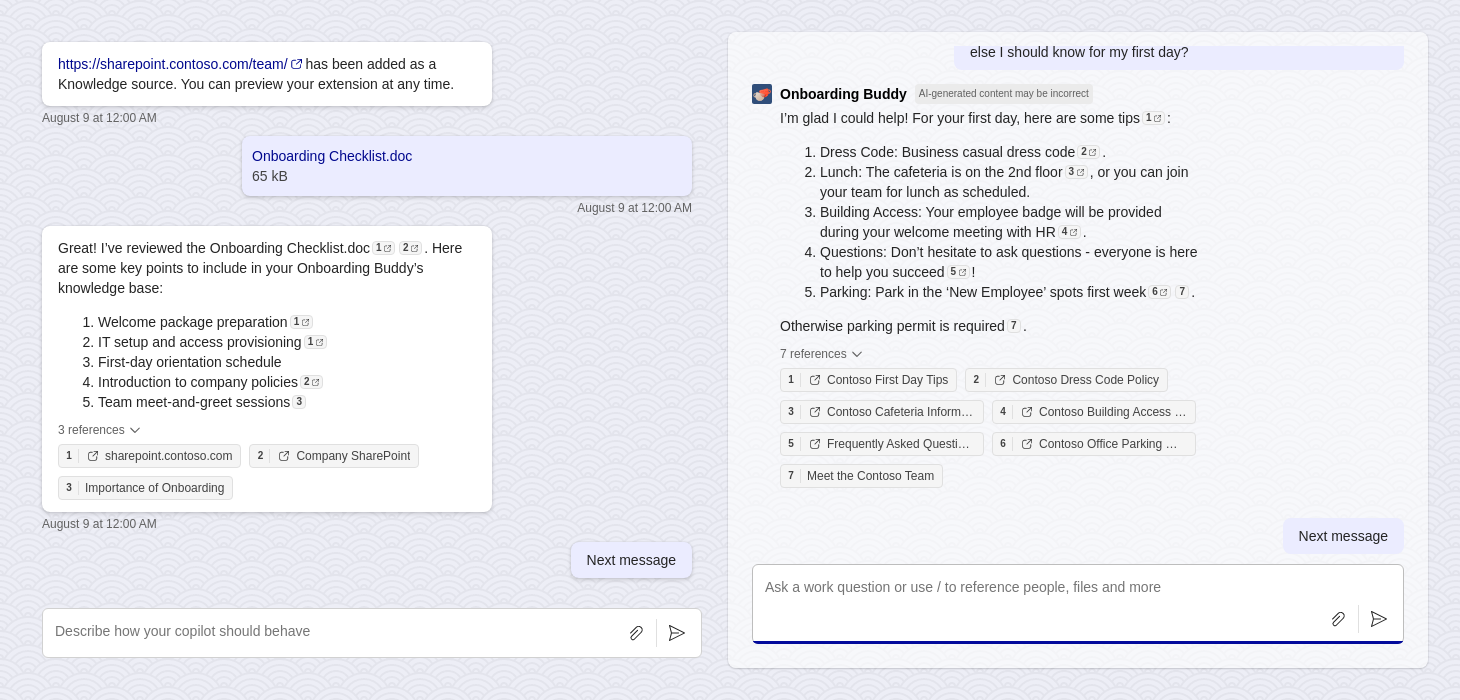 https://sharepoint.contoso.com/team/ has been added as a
Knowledge source. You can preview your extension at any time.
August 9 at 12:00 AM
Onboarding Checklist.doc
65 kB
August 9 at 12:00 AM
Great! I’ve reviewed the Onboarding Checklist.doc 1 2 . Here
are some key points to include in your Onboarding Buddy’s
knowledge base:
1. Welcome package preparation 1
2. IT setup and access provisioning 1
3. First-day orientation schedule
4. Introduction to company policies 2
5. Team meet-and-greet sessions 3
3 references
1 sharepoint.contoso.com 2 Company SharePoint
3 Importance of Onboarding
August 9 at 12:00 AM
Next message
Describe how your copilot should behave
else I should know for my first day?
Onboarding Buddy AI-generated content may be incorrect
I’m glad I could help! For your first day, here are some tips 1 :
1. Dress Code: Business casual dress code 2 .
2. Lunch: The cafeteria is on the 2nd floor 3 , or you can join
your team for lunch as scheduled.
3. Building Access: Your employee badge will be provided
during your welcome meeting with HR 4 .
4. Questions: Don’t hesitate to ask questions - everyone is here
to help you succeed 5 !
5. Parking: Park in the ‘New Employee’ spots first week 6 7 .
Otherwise parking permit is required 7 .
7 references
1 Contoso First Day Tips 2 Contoso Dress Code Policy
3 Contoso Cafeteria Inform… 4 Contoso Building Access …
5 Frequently Asked Questi… 6 Contoso Office Parking …
7 Meet the Contoso Team
Next message
Ask a work question or use / to reference people, files and more